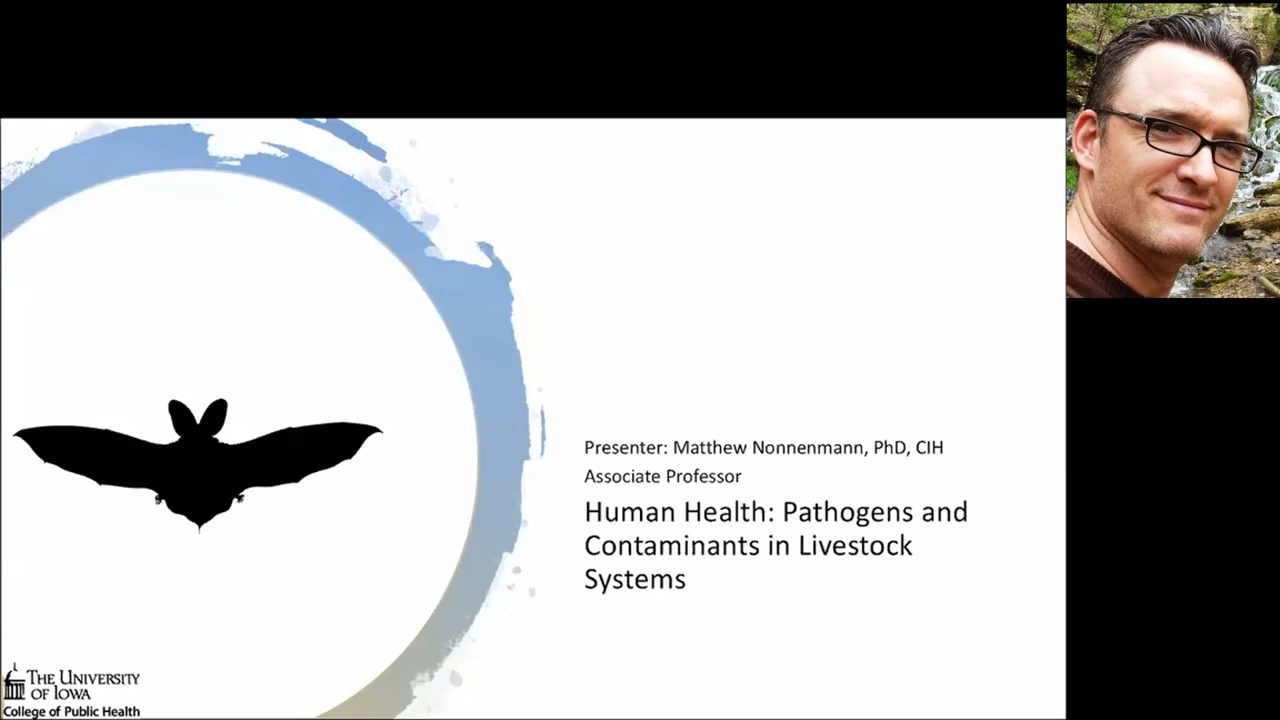 Presenter: Matthew Nonnenmann, PhD, CIH
Associate Professor
Human Health: Pathogens and
Contaminants in Livestock
Systems
THE UNIVERSITY
OF IOWA
College of Public Health